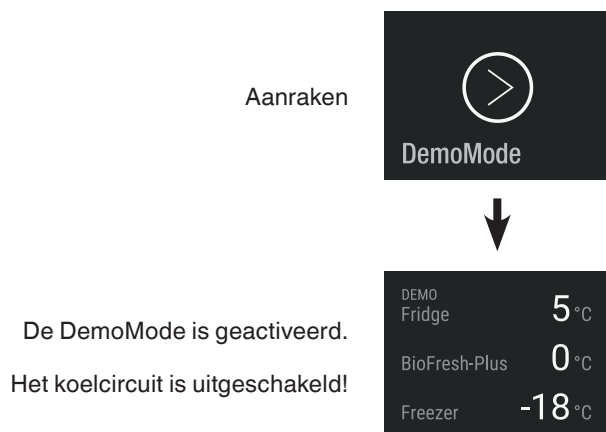 Aanraken
DemoMode
De DemoMode is geactiveerd.
Het koelcircuit is uitgeschakeld!
DEMO
Fridge 5 °C
BioFresh-Plus 0 °C
Freezer -18 °C